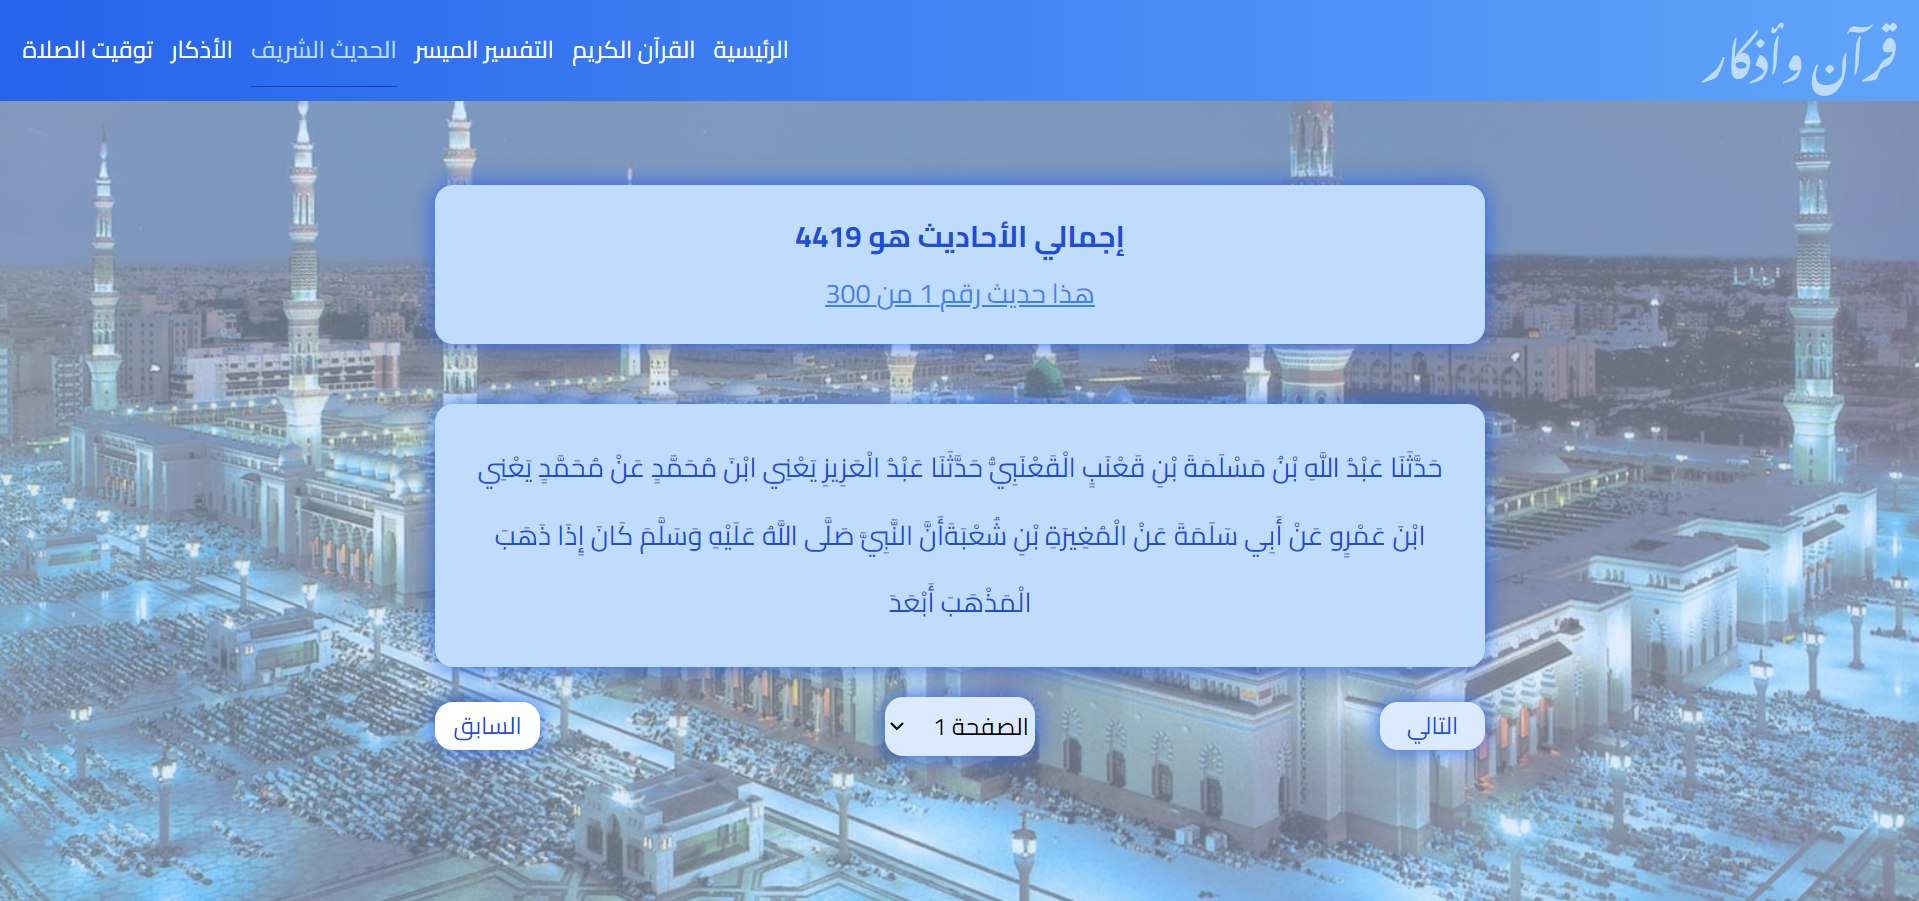 قرآن و أذكار
الرئيسية القرآن الكريم التفسير الميسر الحديث الشريف الأذكار توقيت الصلاة
إجمالي الأحاديث هو 4419
هذا حديث رقم 1 من 300
حَدَّثَنَا عَبْدُ اللَّهِ بْنُ مَسْلَمَةَ بْنِ قَعْنَبٍ الْقَعْنَبِيُّ حَدَّثَنَا عَبْدُ الْعَزِيزِ يَعْنِي ابْنَ مُحَمَّدٍ عَنْ مُحَمَّدٍ يَعْنِي
ابْنَ عَمْرٍو عَنْ أَبِي سَلَمَةَ عَنْ الْمُغِيرَةِ بْنِ شُعْبَةَأَنَّ النَّبِيَّ صَلَّى اللَّهُ عَلَيْهِ وَسَلَّمَ كَانَ إِذَا ذَهَبَ
الْمَذْهَبَ أَبْعَدَ
التالي
الصفحة 1
السابق